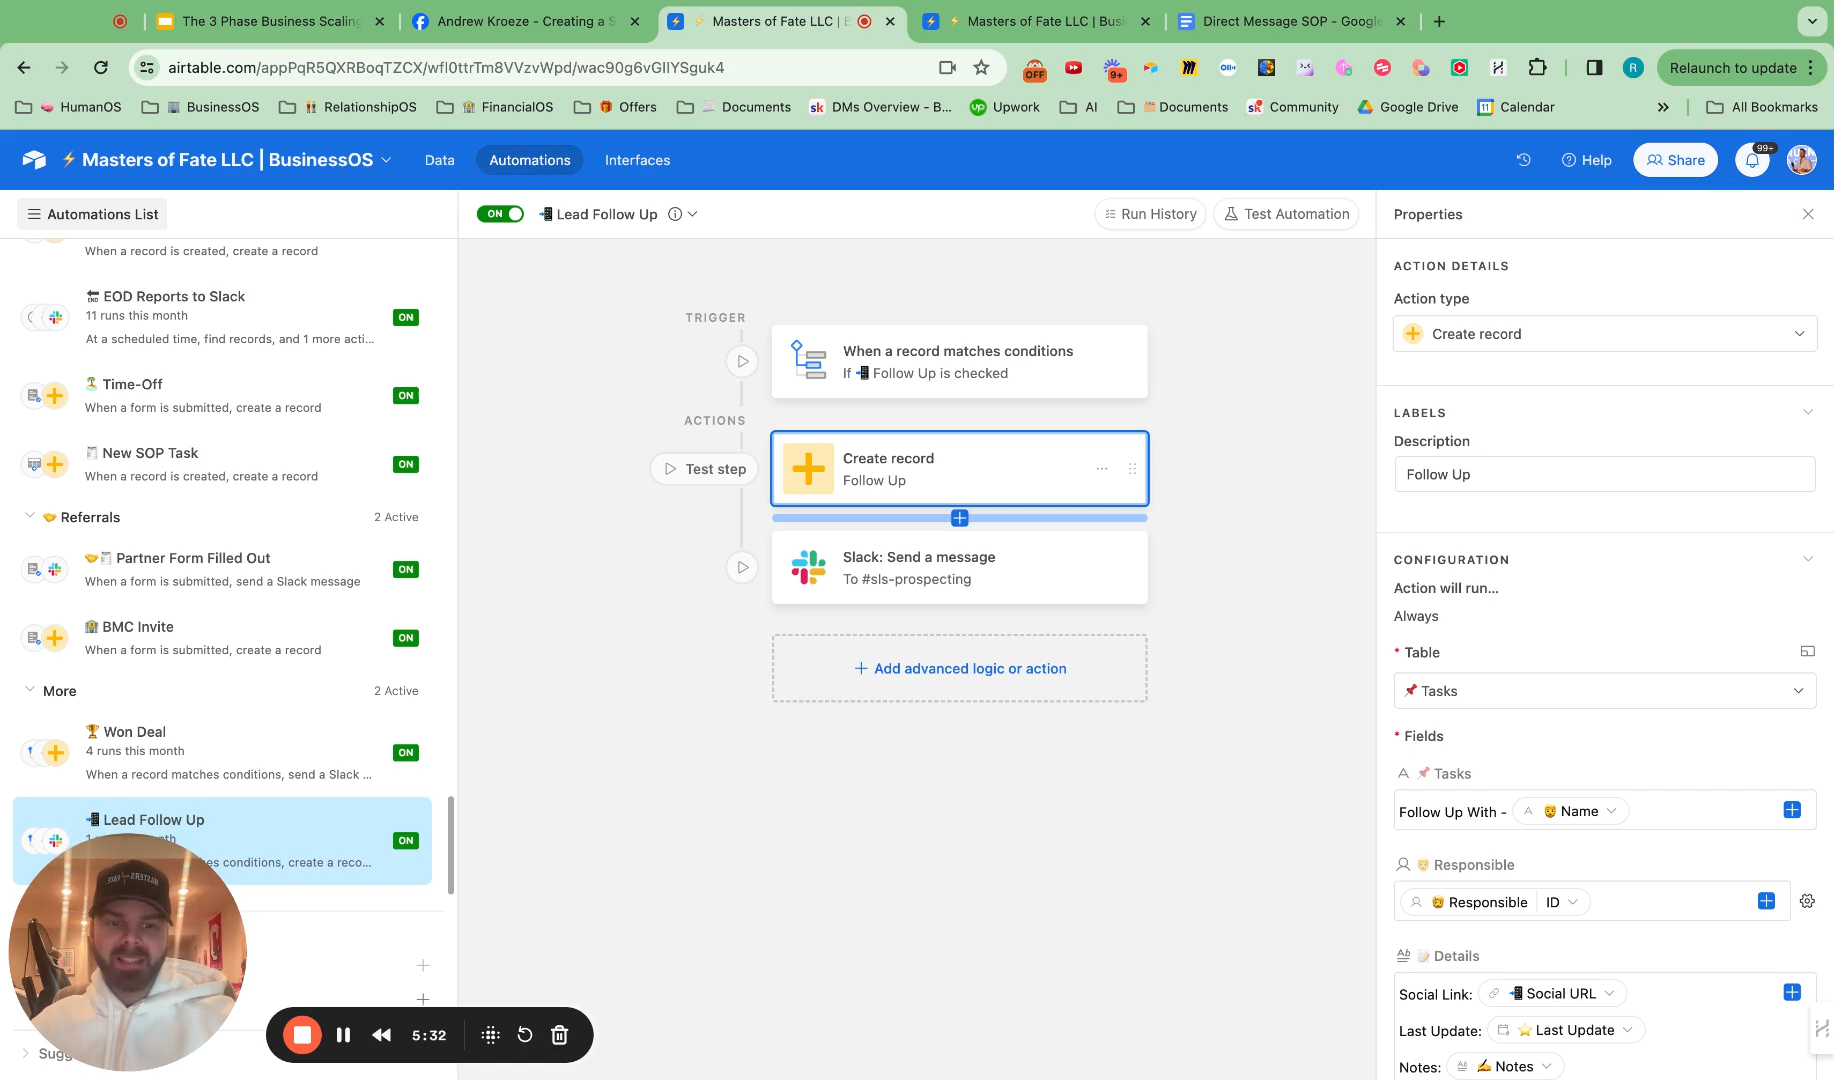 The 3 Phase Business Scaling
Andrew Kroeze - Creating a S
Masters of Fate LLC | B
Masters of Fate LLC | Busi
Direct Message SOP - Google
airtable.com/appPqR5QXRBoqTZCX/wfl0ttrTm8VVzvWpd/wac90g6vGIlYSguk4
OFF
9+
R
Relaunch to update
HumanOS
BusinessOS
RelationshipOS
FinancialOS
Offers
Documents
sk DMs Overview - B...
up Upwork
AI
Documents
sk Community
Google Drive
11 Calendar
»
All Bookmarks
Masters of Fate LLC | BusinessOS
Data
Automations
Interfaces
Help
Share
99+
Automations List
ON
Lead Follow Up
Run History
Test Automation
Properties
When a record is created, create a record
EOD Reports to Slack
11 runs this month
ON
At a scheduled time, find records, and 1 more acti...
Time-Off
ON
When a form is submitted, create a record
New SOP Task
ON
When a record is created, create a record
Referrals
2 Active
Partner Form Filled Out
ON
When a form is submitted, send a Slack message
BMC Invite
ON
When a form is submitted, create a record
More
2 Active
Won Deal
4 runs this month
ON
When a record matches conditions, send a Slack ...
Lead Follow Up
ON
conditions, create a reco...
Sugg
5:32
TRIGGER
When a record matches conditions
If Follow Up is checked
ACTIONS
Test step
Create record
Follow Up
Slack: Send a message
To #sls-prospecting
+ Add advanced logic or action
ACTION DETAILS
Action type
Create record
LABELS
Description
Follow Up
CONFIGURATION
Action will run...
Always
* Table
Tasks
* Fields
A Tasks
Follow Up With - A Name
Responsible
Responsible ID
Details
Social Link: Social URL
Last Update: Last Update
Notes: Notes